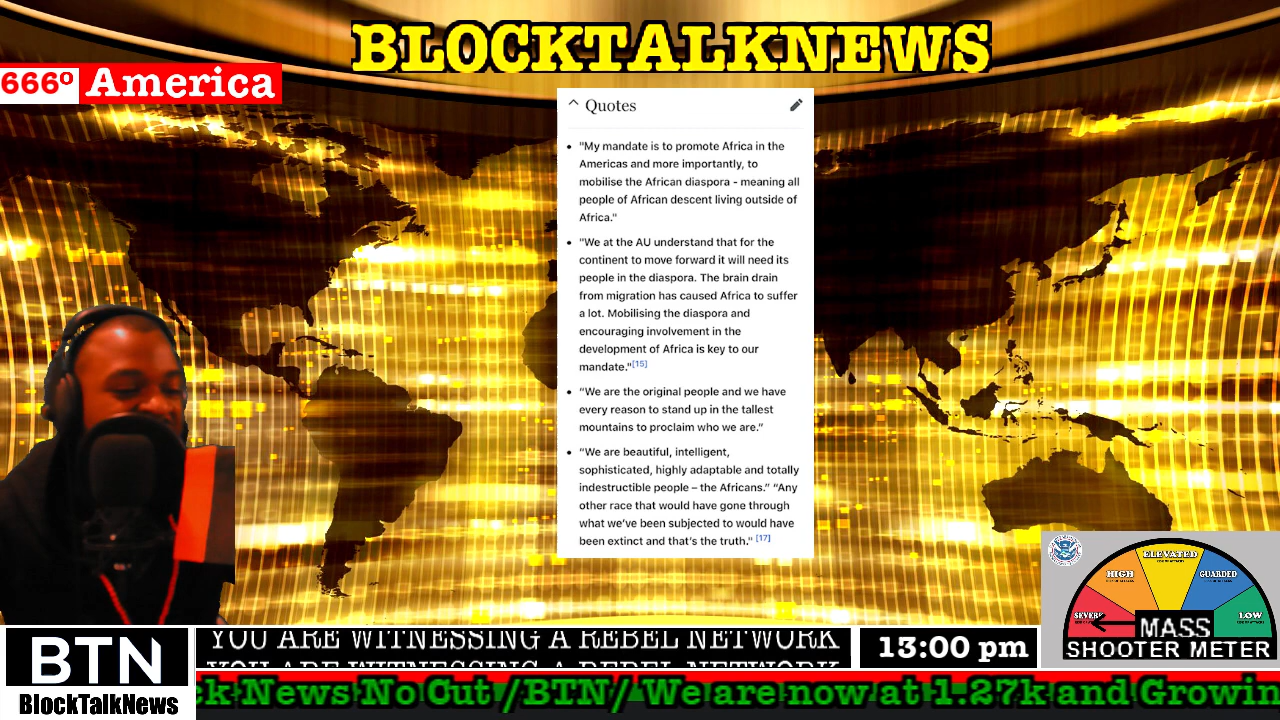 BLOCKTALKNEWS
666º America
Quotes
"My mandate is to promote Africa in the
Americas and more importantly, to
mobilise the African diaspora - meaning all
people of African descent living outside of
Africa."
"We at the AU understand that for the
continent to move forward it will need its
people in the diaspora. The brain drain
from migration has caused Africa to suffer
a lot. Mobilising the diaspora and
encouraging involvement in the
development of Africa is key to our
mandate."[15]
“We are the original people and we have
every reason to stand up in the tallest
mountains to proclaim who we are.”
“We are beautiful, intelligent,
sophisticated, highly adaptable and totally
indestructible people – the Africans.” “Any
other race that would have gone through
what we’ve been subjected to would have
been extinct and that’s the truth.” [17]
ELEVATED
HIGH
GUARDED
SEVERE
LOW
MASS
SHOOTER METER
BTN
BlockTalkNews
YOU ARE WITNESSING A REBEL NETWORK
YOU ARE WITNESSING A REBEL NETWORK
13:00 pm
ck News No Cut /BTN/ We are now at 1.27k and Growin